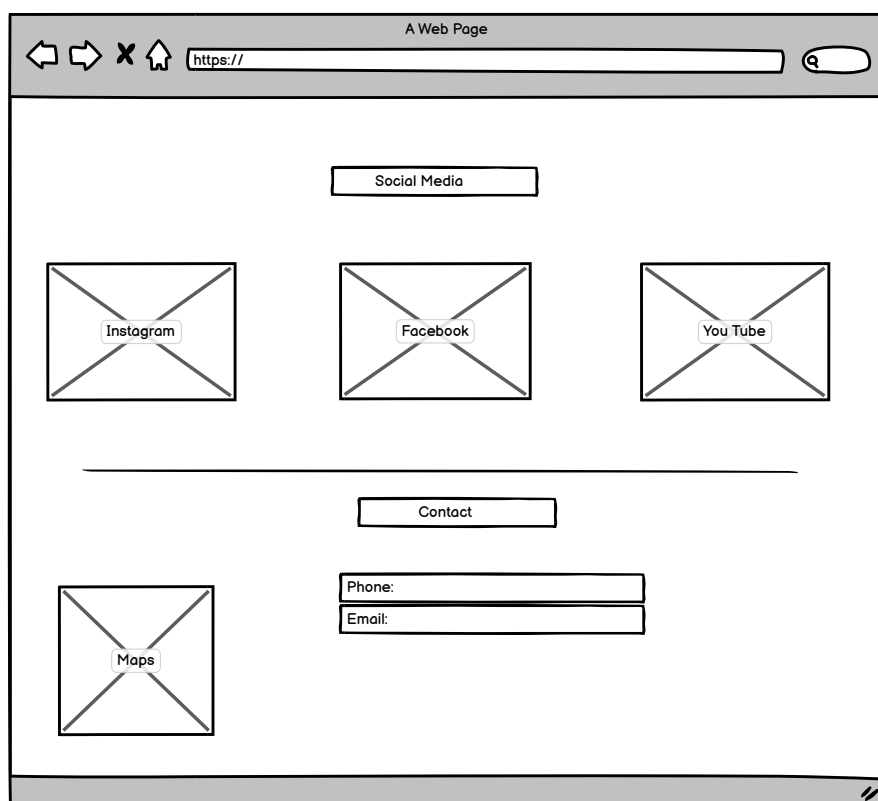 A Web Page
https://
Social Media
Instagram
Facebook
You Tube
Contact
Phone:
Email:
Maps